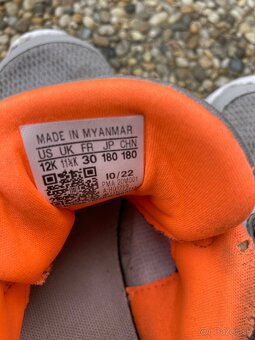 MADE IN MYANMAR
US UK FR JP CHN
12K 11½K 30 180 180
10/22